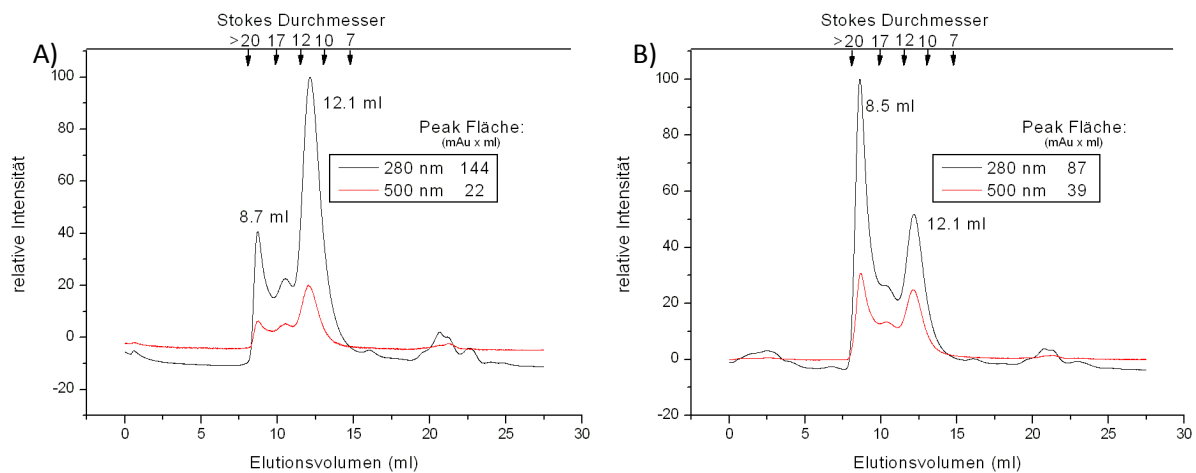 Stokes Durchmesser
>20 17 12 10 7
A)
100
80
60
40
20
0
-20
12.1 ml
8.7 ml
Peak Fläche:
(mAu x ml)
280 nm 144
500 nm 22
relative Intensität
0 5 10 15 20 25 30
Elutionsvolumen (ml)
Stokes Durchmesser
>20 17 12 10 7
B)
100
80
60
40
20
0
-20
8.5 ml
12.1 ml
Peak Fläche:
(mAu x ml)
280 nm 87
500 nm 39
relative Intensität
0 5 10 15 20 25 30
Elutionsvolumen (ml)